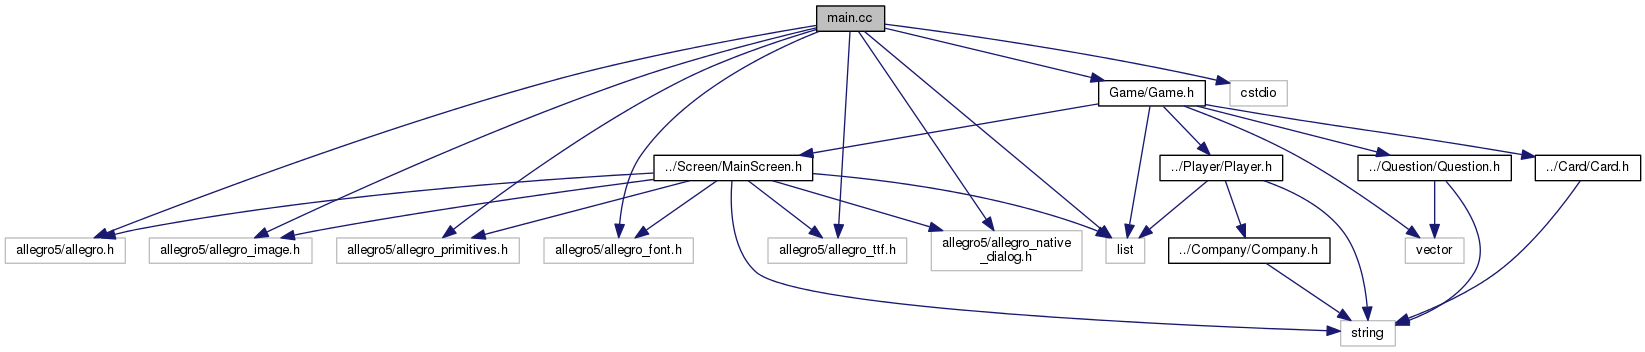 main.cc
Game/Game.h
cstdio
../Screen/MainScreen.h
../Player/Player.h
../Question/Question.h
../Card/Card.h
allegro5/allegro.h
allegro5/allegro_image.h
allegro5/allegro_primitives.h
allegro5/allegro_font.h
allegro5/allegro_ttf.h
allegro5/allegro_native
_dialog.h
list
../Company/Company.h
vector
string